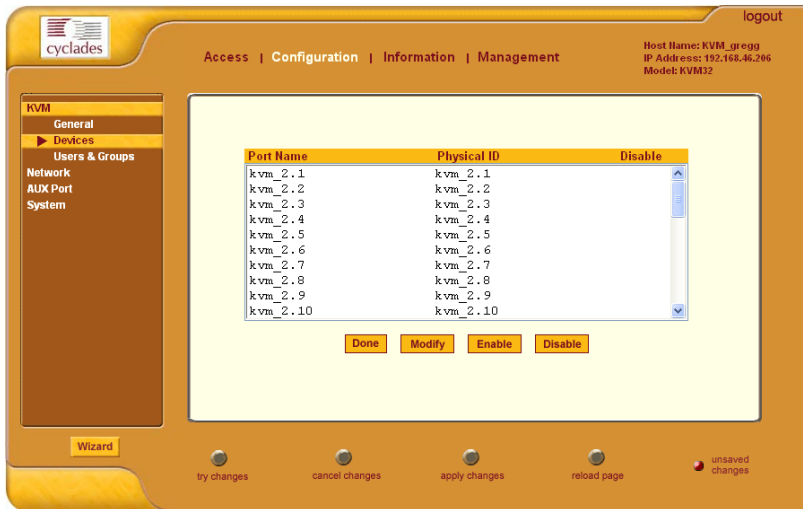 logout
cyclades
Access | Configuration | Information | Management
Host Name: KVM_gregg
IP Address: 192.168.46.206
Model: KVM32
KVM
General
Devices
Users & Groups
Network
AUX Port
System
Port Name Physical ID Disable
kvm_2.1 kvm_2.1
kvm_2.2 kvm_2.2
kvm_2.3 kvm_2.3
kvm_2.4 kvm_2.4
kvm_2.5 kvm_2.5
kvm_2.6 kvm_2.6
kvm_2.7 kvm_2.7
kvm_2.8 kvm_2.8
kvm_2.9 kvm_2.9
kvm_2.10 kvm_2.10
Done Modify Enable Disable
Wizard
try changes cancel changes apply changes reload page
unsaved
changes